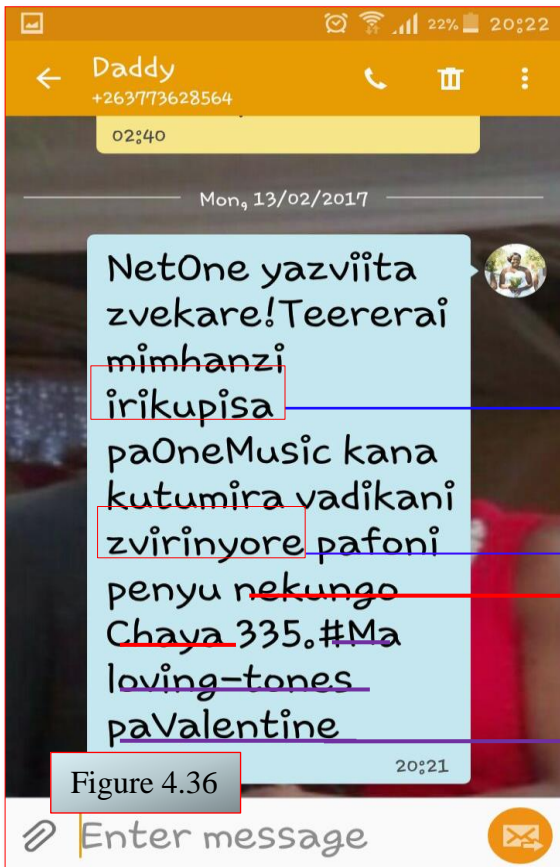 22% 20:22
Daddy
+263773628564
02:40
Mon, 13/02/2017
NetOne yazviita
zvekare!Teererai
mimhanzi
irikupisa
paOneMusic kana
kutumira vadikani
zvirinyore pafoni
penyu nekungo
Chaya 335.#Ma
loving-tones
paValentine
20:21
Figure 4.36
Enter message